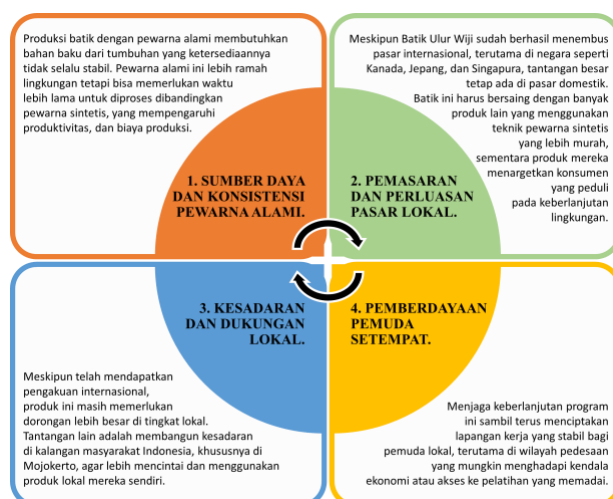 Produksi batik dengan pewarna alami membutuhkan
bahan baku dari tumbuhan yang ketersediaannya
tidak selalu stabil. Pewarna alami ini lebih ramah
lingkungan tetapi bisa memerlukan waktu
lebih lama untuk diproses dibandingkan
pewarna sintetis, yang mempengaruhi
produktivitas, dan biaya produksi.
1. SUMBER DAYA
DAN KONSISTENSI
PEWARNA ALAMI.
Meskipun Batik Ulur Wiji sudah berhasil menembus
pasar internasional, terutama di negara seperti
Kanada, Jepang, dan Singapura, tantangan besar
tetap ada di pasar domestik.
Batik ini harus bersaing dengan banyak
produk lain yang menggunakan
teknik pewarna sintetis
yang lebih murah,
sementara produk mereka
menargetkan konsumen
yang peduli
pada keberlanjutan
lingkungan.
2. PEMASARAN
DAN PERLUASAN
PASAR LOKAL.
3. KESADARAN
DAN DUKUNGAN
LOKAL.
Meskipun telah mendapatkan
pengakuan internasional,
produk ini masih memerlukan
dorongan lebih besar di tingkat lokal.
Tantangan lain adalah membangun kesadaran
di kalangan masyarakat Indonesia, khususnya di
Mojokerto, agar lebih mencintai dan menggunakan
produk lokal mereka sendiri.
4. PEMBERDAYAAN
PEMUDA
SETEMPAT.
Menjaga keberlanjutan program
ini sambil terus menciptakan
lapangan kerja yang stabil bagi
pemuda lokal, terutama di wilayah pedesaan
yang mungkin menghadapi kendala
ekonomi atau akses ke pelatihan yang memadai.